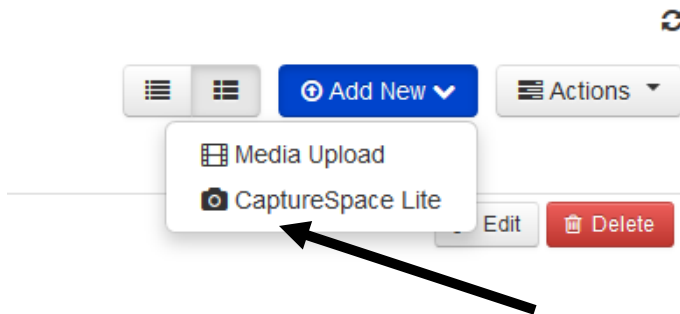 Add New
Actions
Media Upload
CaptureSpace Lite
Edit
Delete